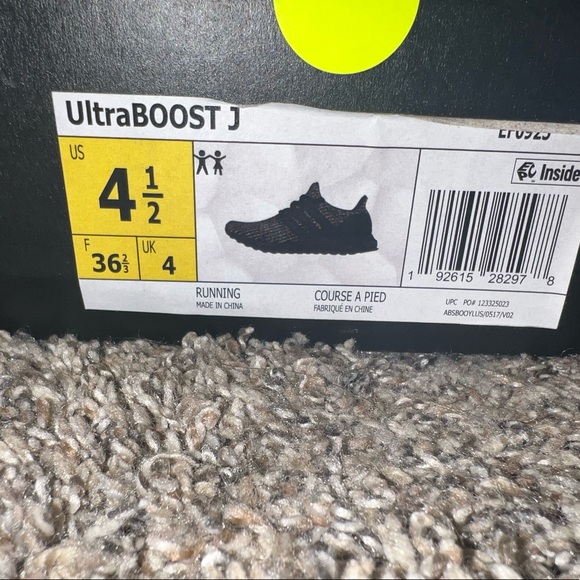 UltraBOOST J
US
4 1/2
F
36 2/3
UK
4
Inside
1 92615 28297 8
RUNNING
MADE IN CHINA
COURSE A PIED
FABRIQUÉ EN CHINE
UPC PO# 123325023
ABSBOOYLUS/0517/V02